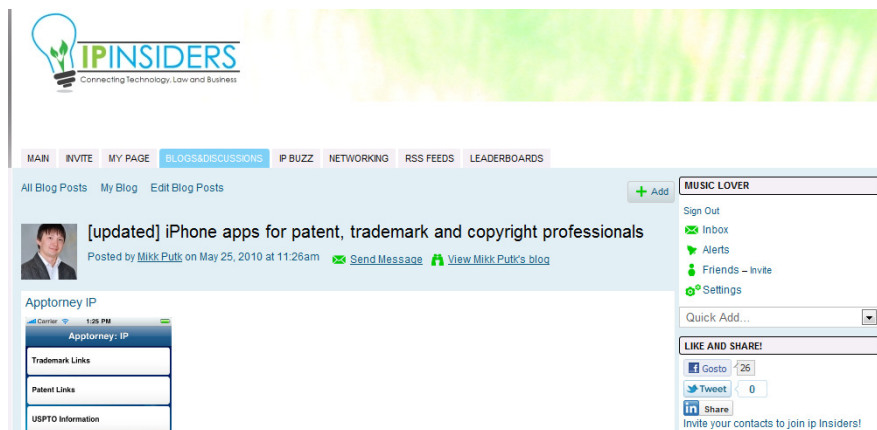 IPINSIDERS
Connecting Technology, Law and Business
MAIN INVITE MY PAGE BLOGS&DISCUSSIONS IP BUZZ NETWORKING RSS FEEDS LEADERBOARDS
All Blog Posts My Blog Edit Blog Posts
Add
[updated] iPhone apps for patent, trademark and copyright professionals
Posted by Mikk Putk on May 25, 2010 at 11:26am Send Message View Mikk Putk's blog
Apptorney IP
Carrier 1:25 PM
Apptorney: IP
Trademark Links
Patent Links
USPTO Information
MUSIC LOVER
Sign Out
Inbox
Alerts
Friends – Invite
Settings
Quick Add...
LIKE AND SHARE!
Gosto 26
Tweet 0
in Share
Invite your contacts to join ip Insiders!